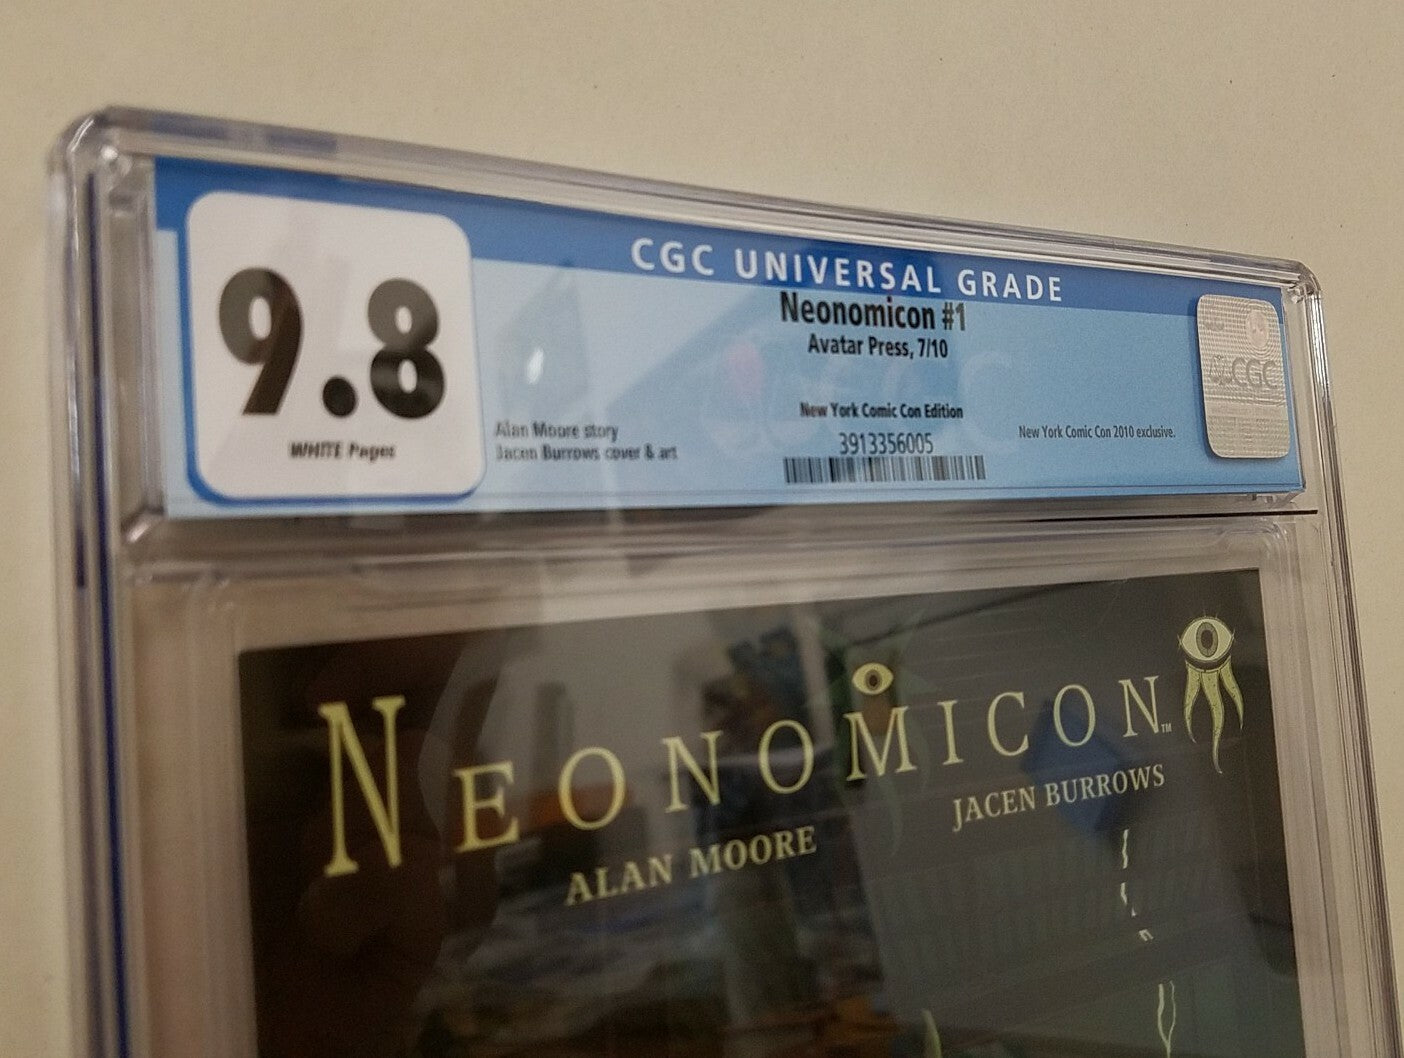 CGC UNIVERSAL GRADE
9.8
WHITE Pages
Neonomicon #1
Avatar Press, 7/10
New York Comic Con Edition
Alan Moore story
Jacen Burrows cover & art
3913356005
New York Comic Con 2010 exclusive.
CGC
NEONOMICON™
ALAN MOORE
JACEN BURROWS